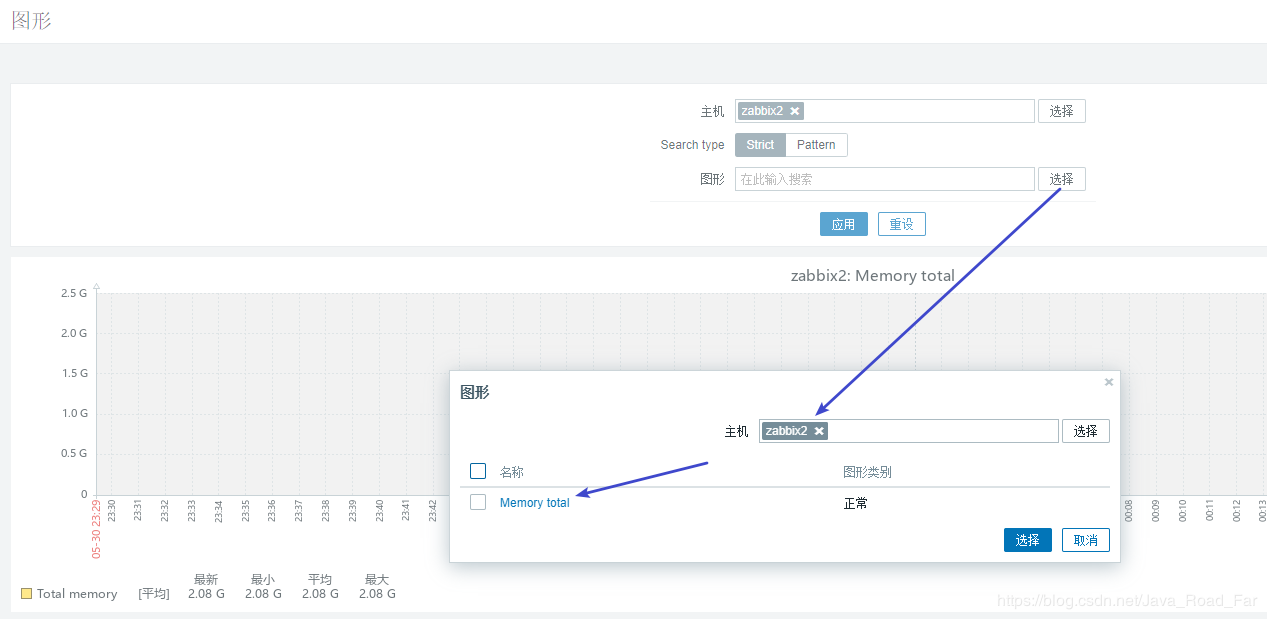 图形
主机 zabbix2 选择
Search type Strict Pattern
图形 在此输入搜索 选择
应用 重设
zabbix2: Memory total
2.5 G
2.0 G
1.5 G
1.0 G
0.5 G
0
图形
主机 zabbix2 选择
名称 图形类别
Memory total 正常
选择 取消
05-30 23:29 23:30 23:31 23:32 23:33 23:34 23:35 23:36 23:37 23:38 23:39 23:40 23:41 23:42 00:08 00:09 00:10 00:11 00:12 00:13
最新 最小 平均 最大
Total memory [平均] 2.08 G 2.08 G 2.08 G 2.08 G
https://blog.csdn.net/Java_Road_Far